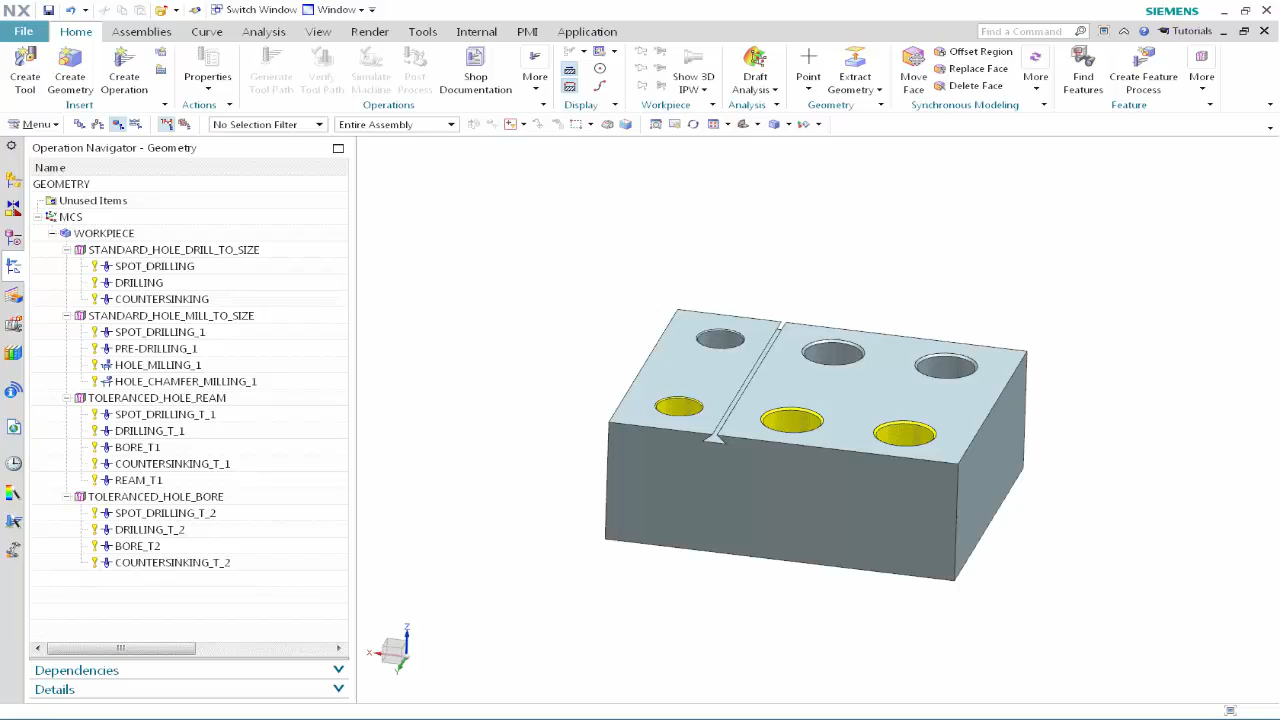 NX Switch Window Window SIEMENS
File Home Assemblies Curve Analysis View Render Tools Internal PMI Application Find a Command Tutorials
Create Tool
Create Geometry
Create Operation
Properties
Generate Tool Path
Verify Tool Path
Simulate Machine
Post Process
Shop Documentation
More
Show 3D IPW
Draft Analysis
Point
Extract Geometry
Move Face
Offset Region
Replace Face
Delete Face
More
Find Features
Create Feature Process
More
Insert Actions Operations Display Workpiece Analysis Geometry Synchronous Modeling Feature
Menu No Selection Filter Entire Assembly
Operation Navigator - Geometry
Name
GEOMETRY
Unused Items
MCS
WORKPIECE
STANDARD_HOLE_DRILL_TO_SIZE
SPOT_DRILLING
DRILLING
COUNTERSINKING
STANDARD_HOLE_MILL_TO_SIZE
SPOT_DRILLING_1
PRE-DRILLING_1
HOLE_MILLING_1
HOLE_CHAMFER_MILLING_1
TOLERANCED_HOLE_REAM
SPOT_DRILLING_T_1
DRILLING_T_1
BORE_T1
COUNTERSINKING_T_1
REAM_T1
TOLERANCED_HOLE_BORE
SPOT_DRILLING_T_2
DRILLING_T_2
BORE_T2
COUNTERSINKING_T_2
Dependencies
Details
Z
X
Y